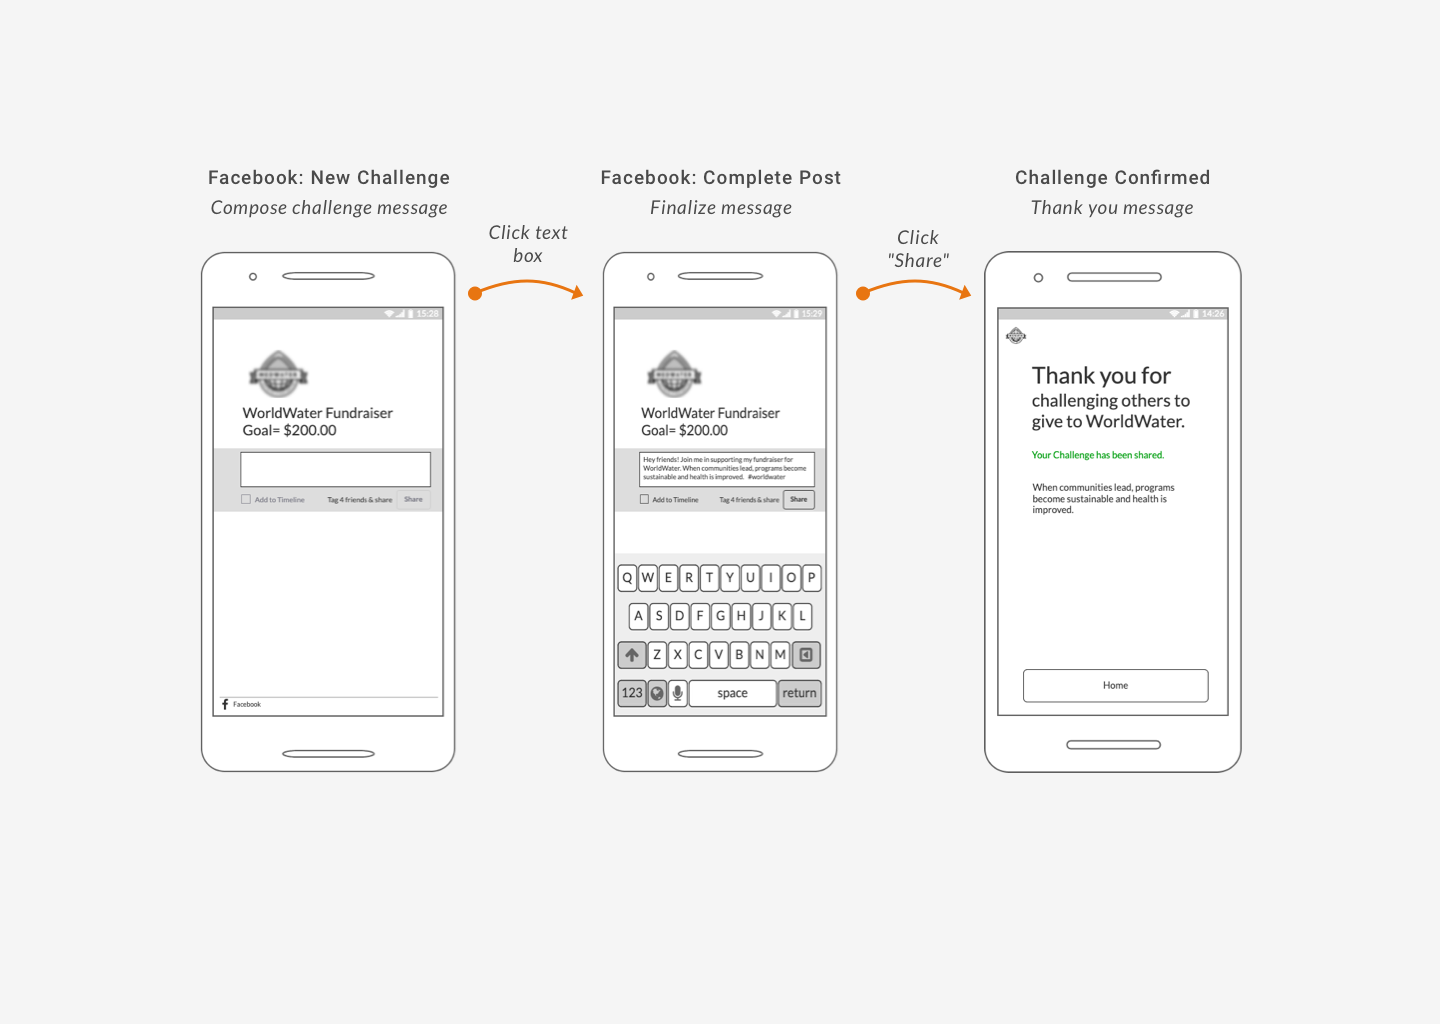 Facebook: New Challenge
Compose challenge message
Click text
box
15:28
WorldWater Fundraiser
Goal= $200.00
Add to Timeline
Tag 4 friends & share
Share
Facebook
Facebook: Complete Post
Finalize message
Click
"Share"
15:29
WorldWater Fundraiser
Goal= $200.00
Hey friends! Join me in supporting my fundraiser for
WorldWater. When communities lead, programs become
sustainable and health is improved. #worldwater
Add to Timeline
Tag 4 friends & share
Share
Q W E R T Y U I O P
A S D F G H J K L
Z X C V B N M
123 space return
Challenge Confirmed
Thank you message
14:26
Thank you for
challenging others to
give to WorldWater.
Your Challenge has been shared.
When communities lead, programs
become sustainable and health is
improved.
Home